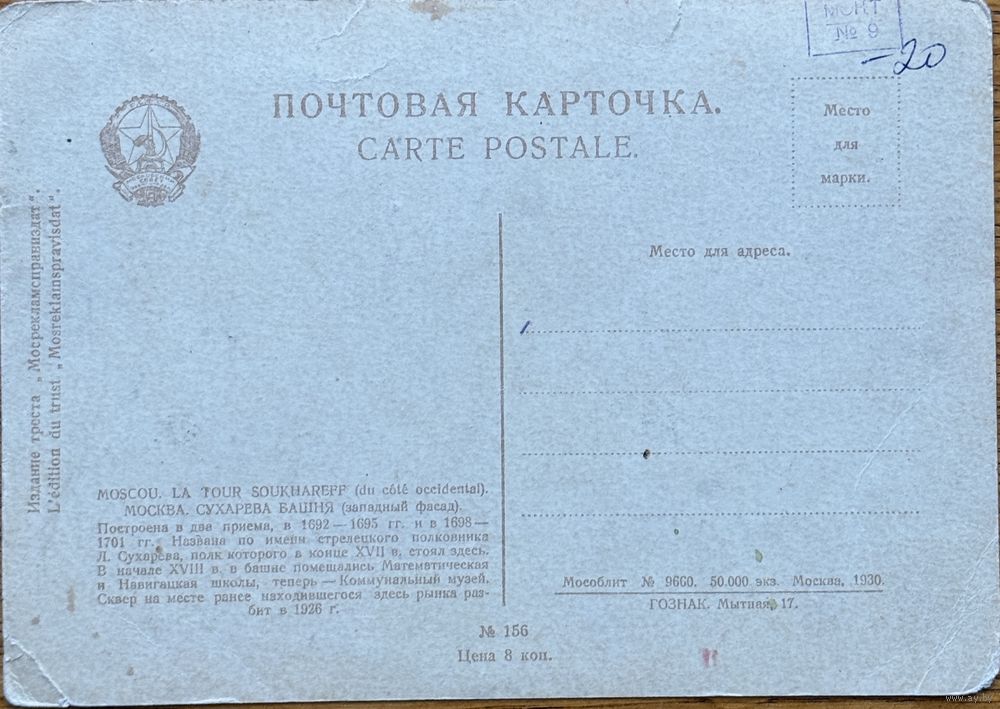 МСКТ
№ 9
–20
ПОЧТОВАЯ КАРТОЧКА.
CARTE POSTALE.
Место
для
марки.
Издание треста „Мосрекламсправиздат“.
L'édition du trust „Mosreklamspravisdat“.
Место для адреса.
MOSCOU. LA TOUR SOUKHAREFF (du côté occidental).
МОСКВА. СУХАРЕВА БАШНЯ (западный фасад).
Построена в два приема, в 1692—1695 гг. и в 1698—
1701 гг. Названа по имени стрелецкого полковника
Л. Сухарева, полк которого в конце XVII в. стоял здесь.
В начале XVIII в. в башне помещались Математическая
и Навигацкая школы, теперь—Коммунальный музей.
Сквер на месте ранее находившегося здесь рынка раз-
бит в 1926 г.
Мособлит № 9660. 50.000 экз. Москва, 1930.
ГОЗНАК. Мытная, 17.
№ 156
Цена 8 коп.
www.ay.by